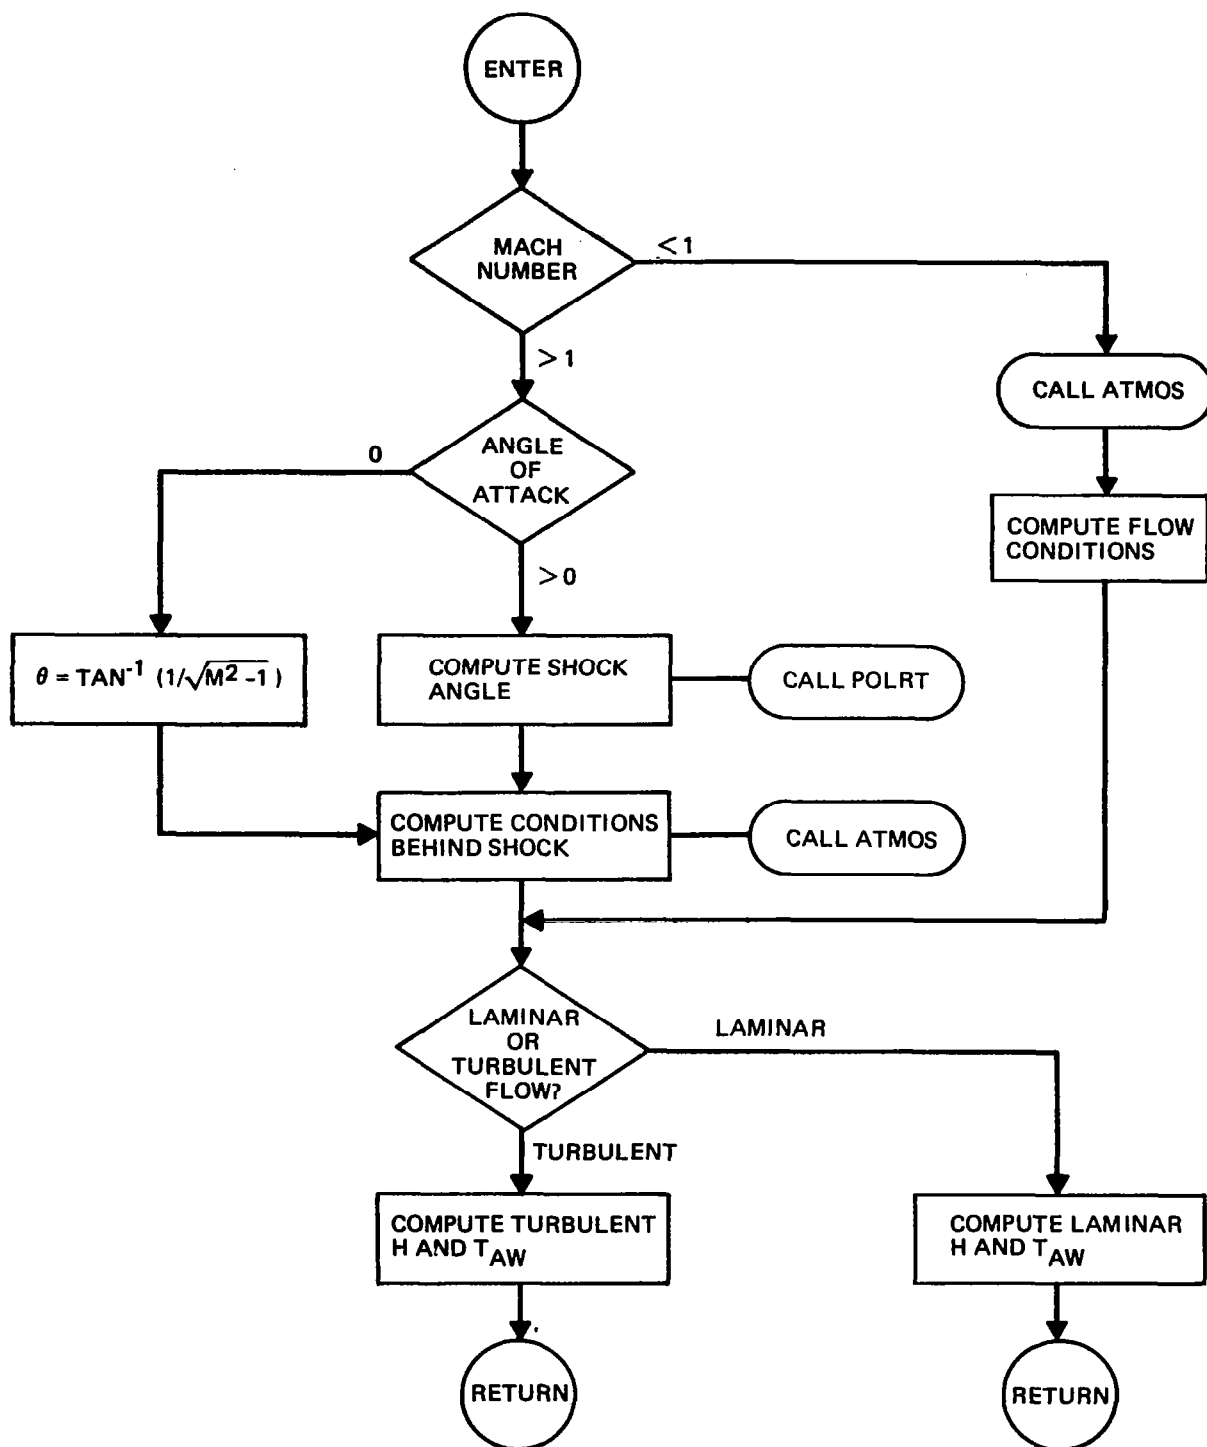 ENTER
MACH
NUMBER
<1
>1
CALL ATMOS
ANGLE
OF
ATTACK
0
>0
COMPUTE FLOW
CONDITIONS
θ = TAN⁻¹ (1/√M² -1 )
COMPUTE SHOCK
ANGLE
CALL POLRT
COMPUTE CONDITIONS
BEHIND SHOCK
CALL ATMOS
LAMINAR
OR
TURBULENT
FLOW?
LAMINAR
TURBULENT
COMPUTE TURBULENT
H AND T_AW
COMPUTE LAMINAR
H AND T_AW
RETURN
RETURN